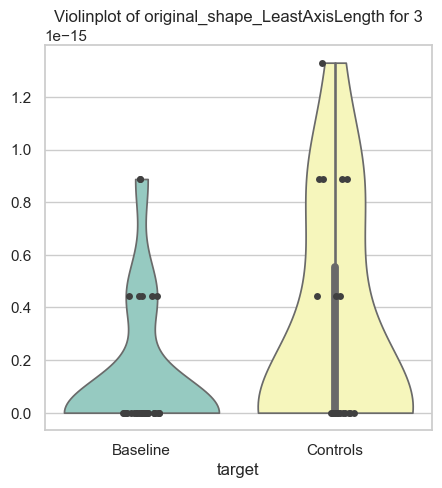 Violinplot of original_shape_LeastAxisLength for 3
1e−15
1.2
1.0
0.8
0.6
0.4
0.2
0.0
Baseline Controls
target